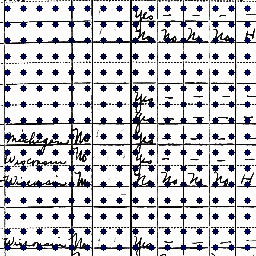 Yes – – – –
No No No No H
Yes – – –
Yes – – –
Michigan No Yes – – –
Wisconsin No Yes – – –
Wisconsin No No No No H
Wisconsin No Yes – – –